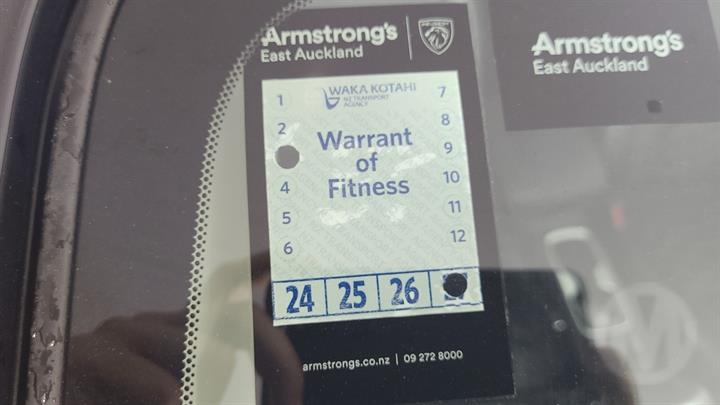 Armstrong's
East Auckland
PEUGEOT
Armstrong's
East Auckland
WAKA KOTAHI
NZ TRANSPORT
AGENCY
1
2
4
5
6
7
8
9
10
11
12
Warrant
of
Fitness
24 25 26
armstrongs.co.nz | 09 272 8000